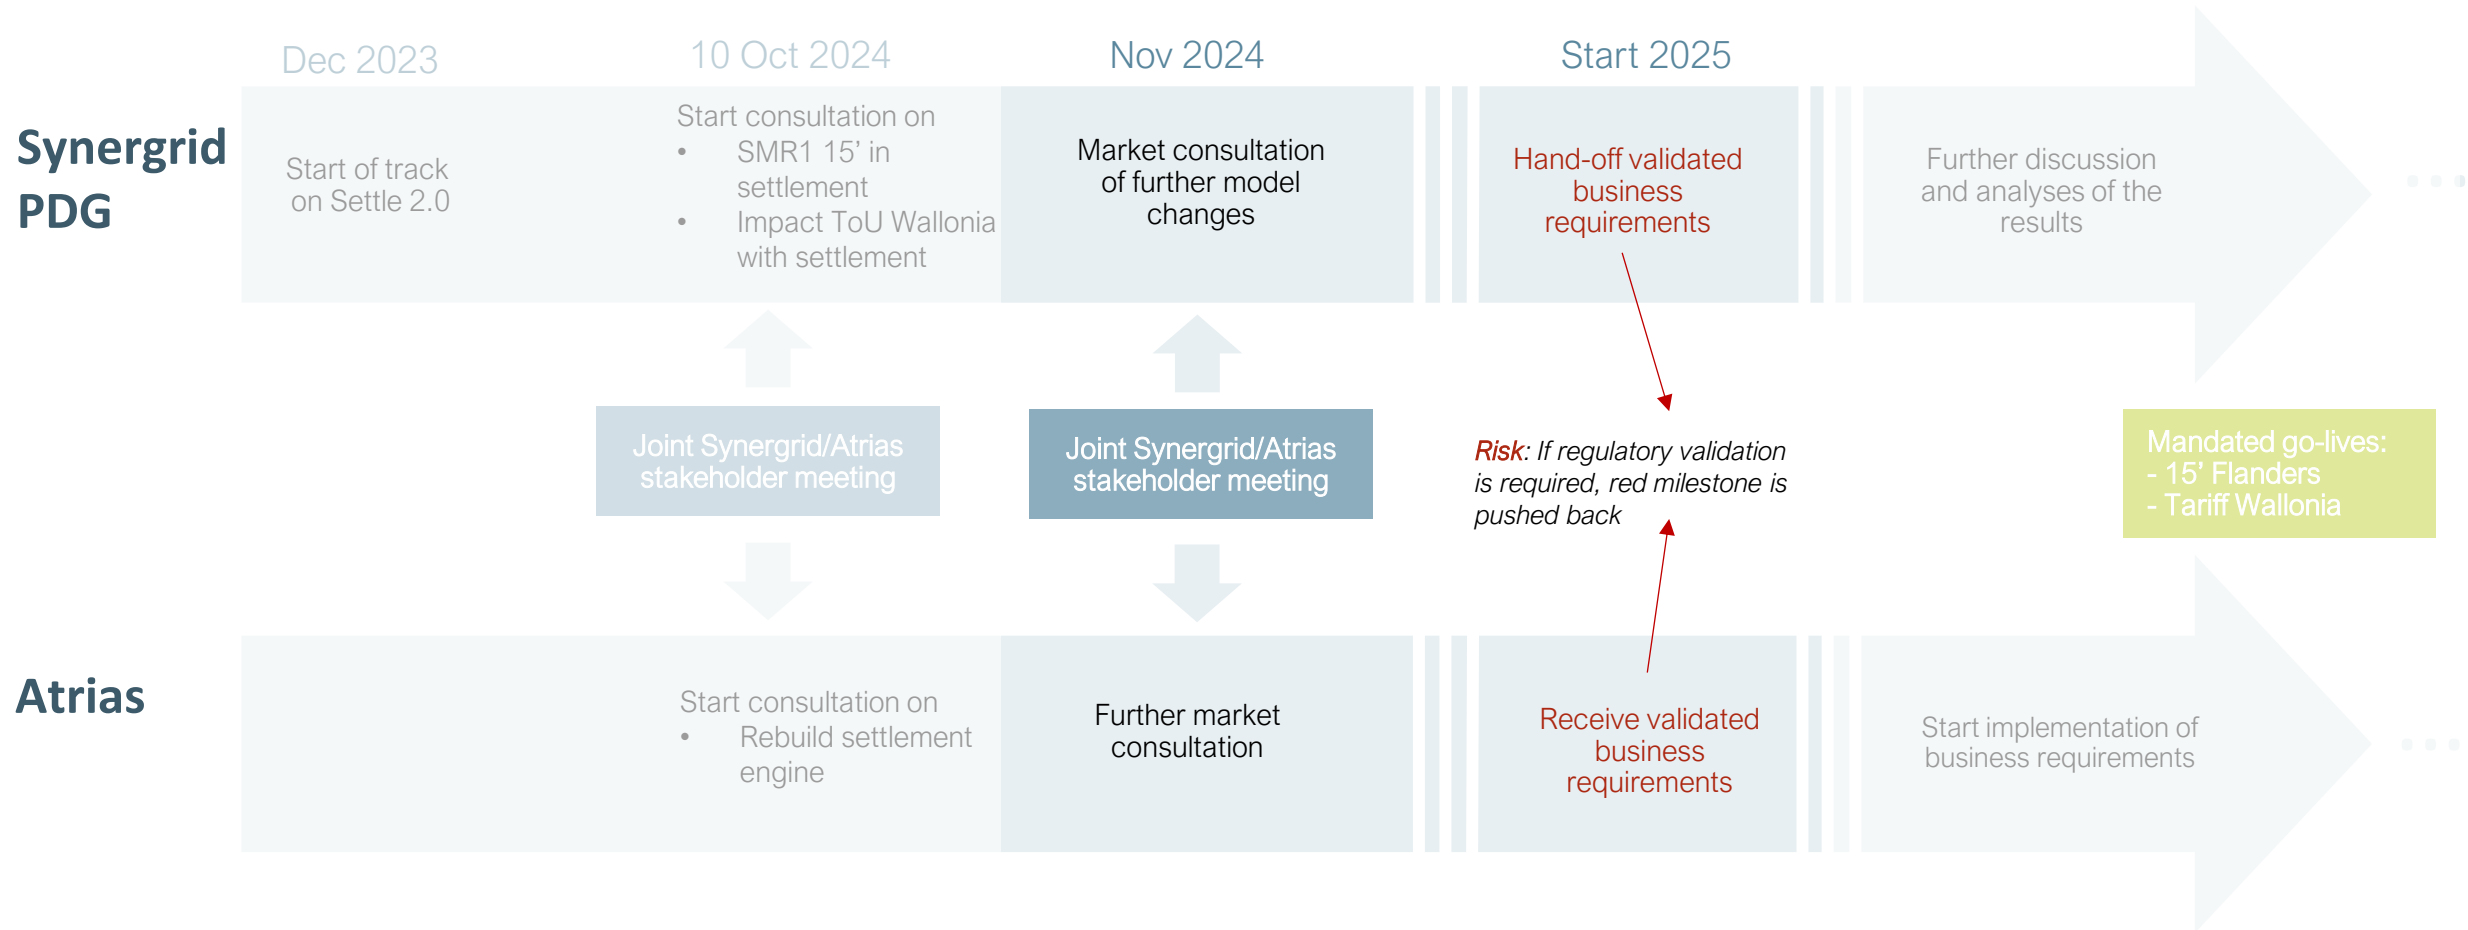 Dec 2023
10 Oct 2024
Nov 2024
Start 2025
Synergrid
PDG
Start of track
on Settle 2.0
Start consultation on
• SMR1 15’ in
settlement
• Impact ToU Wallonia
with settlement
Market consultation
of further model
changes
Hand-off validated
business
requirements
Further discussion
and analyses of the
results
...
Joint Synergrid/Atrias
stakeholder meeting
Joint Synergrid/Atrias
stakeholder meeting
Risk: If regulatory validation
is required, red milestone is
pushed back
Mandated go-lives:
- 15’ Flanders
- Tariff Wallonia
Atrias
Start consultation on
• Rebuild settlement
engine
Further market
consultation
Receive validated
business
requirements
Start implementation of
business requirements
...